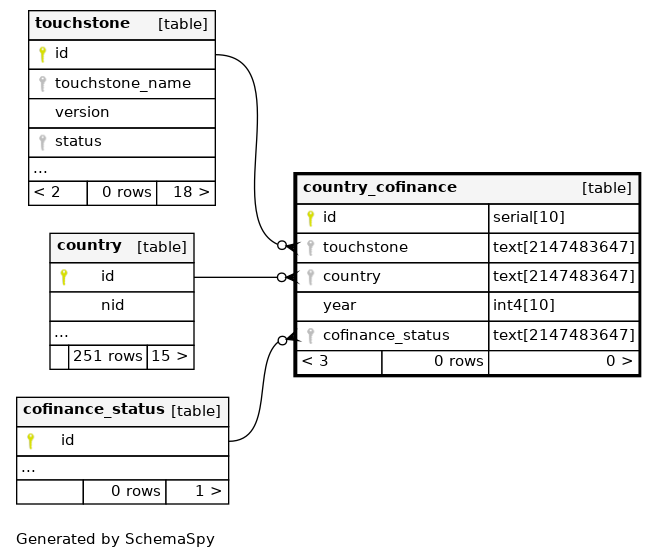 touchstone [table]
id
touchstone_name
version
status
...
< 2 0 rows 18 >
country [table]
id
nid
...
251 rows 15 >
cofinance_status [table]
id
...
0 rows 1 >
country_cofinance [table]
id serial[10]
touchstone text[2147483647]
country text[2147483647]
year int4[10]
cofinance_status text[2147483647]
< 3 0 rows 0 >
Generated by SchemaSpy